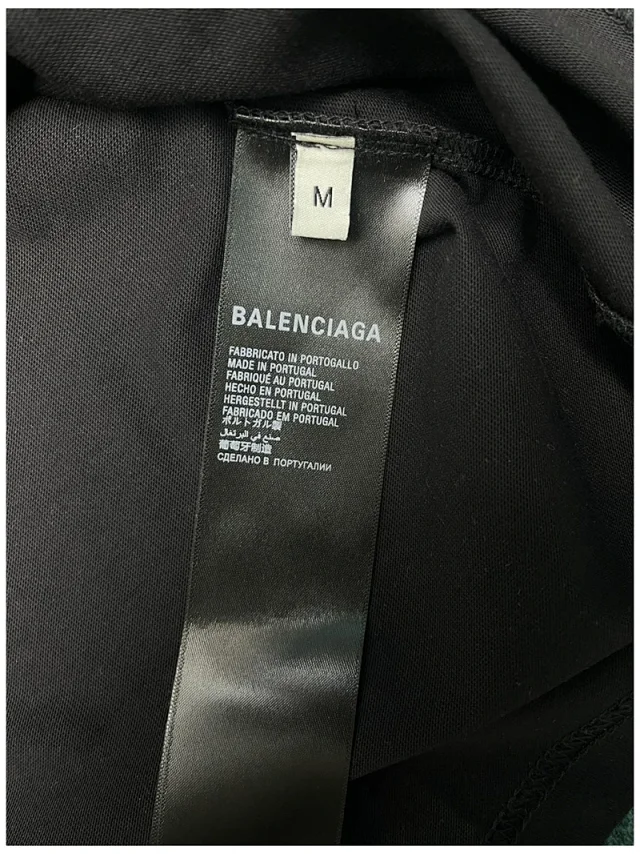 M
BALENCIAGA
FABBRICATO IN PORTOGALLO
MADE IN PORTUGAL
FABRIQUÉ AU PORTUGAL
HECHO EN PORTUGAL
HERGESTELLT IN PORTUGAL
FABRICADO EM PORTUGAL
ポルトガル製
صنع في البرتغال
葡萄牙制造
СДЕЛАНО В ПОРТУГАЛИИ